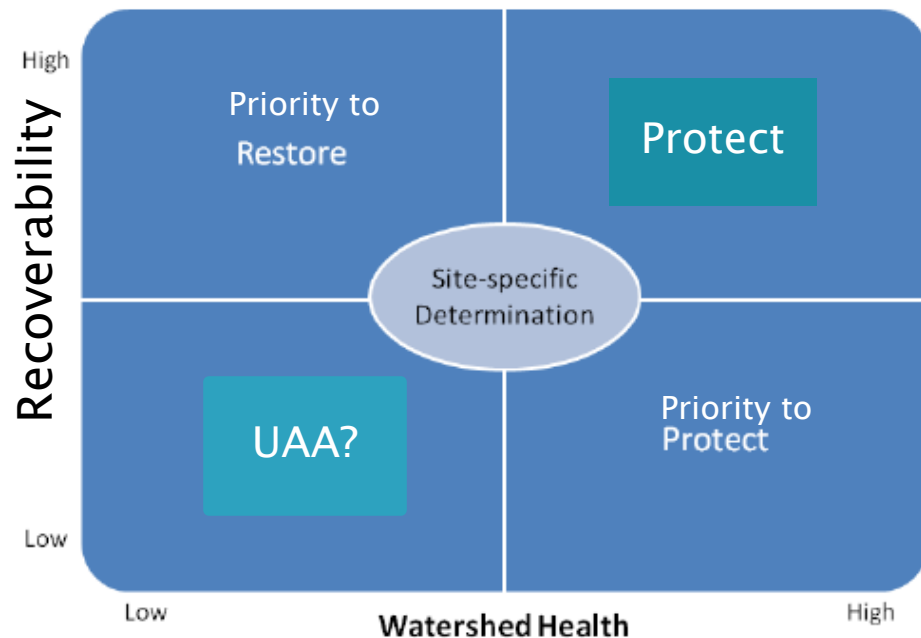 High
Recoverability
Priority to
Restore
Protect
Site-specific
Determination
UAA?
Priority to
Protect
Low
Low
Watershed Health
High